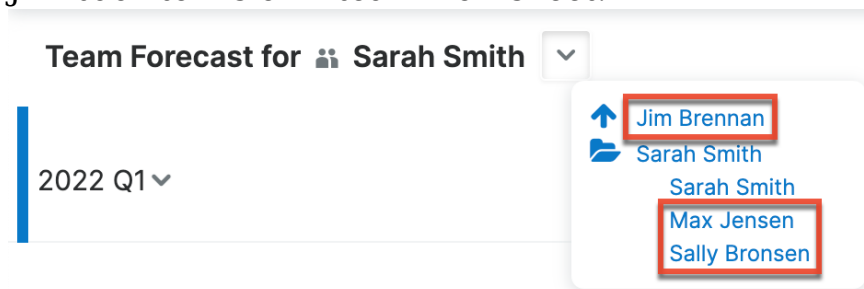 Team Forecast for Sarah Smith
Jim Brennan
Sarah Smith
2022 Q1
Sarah Smith
Max Jensen
Sally Bronsen